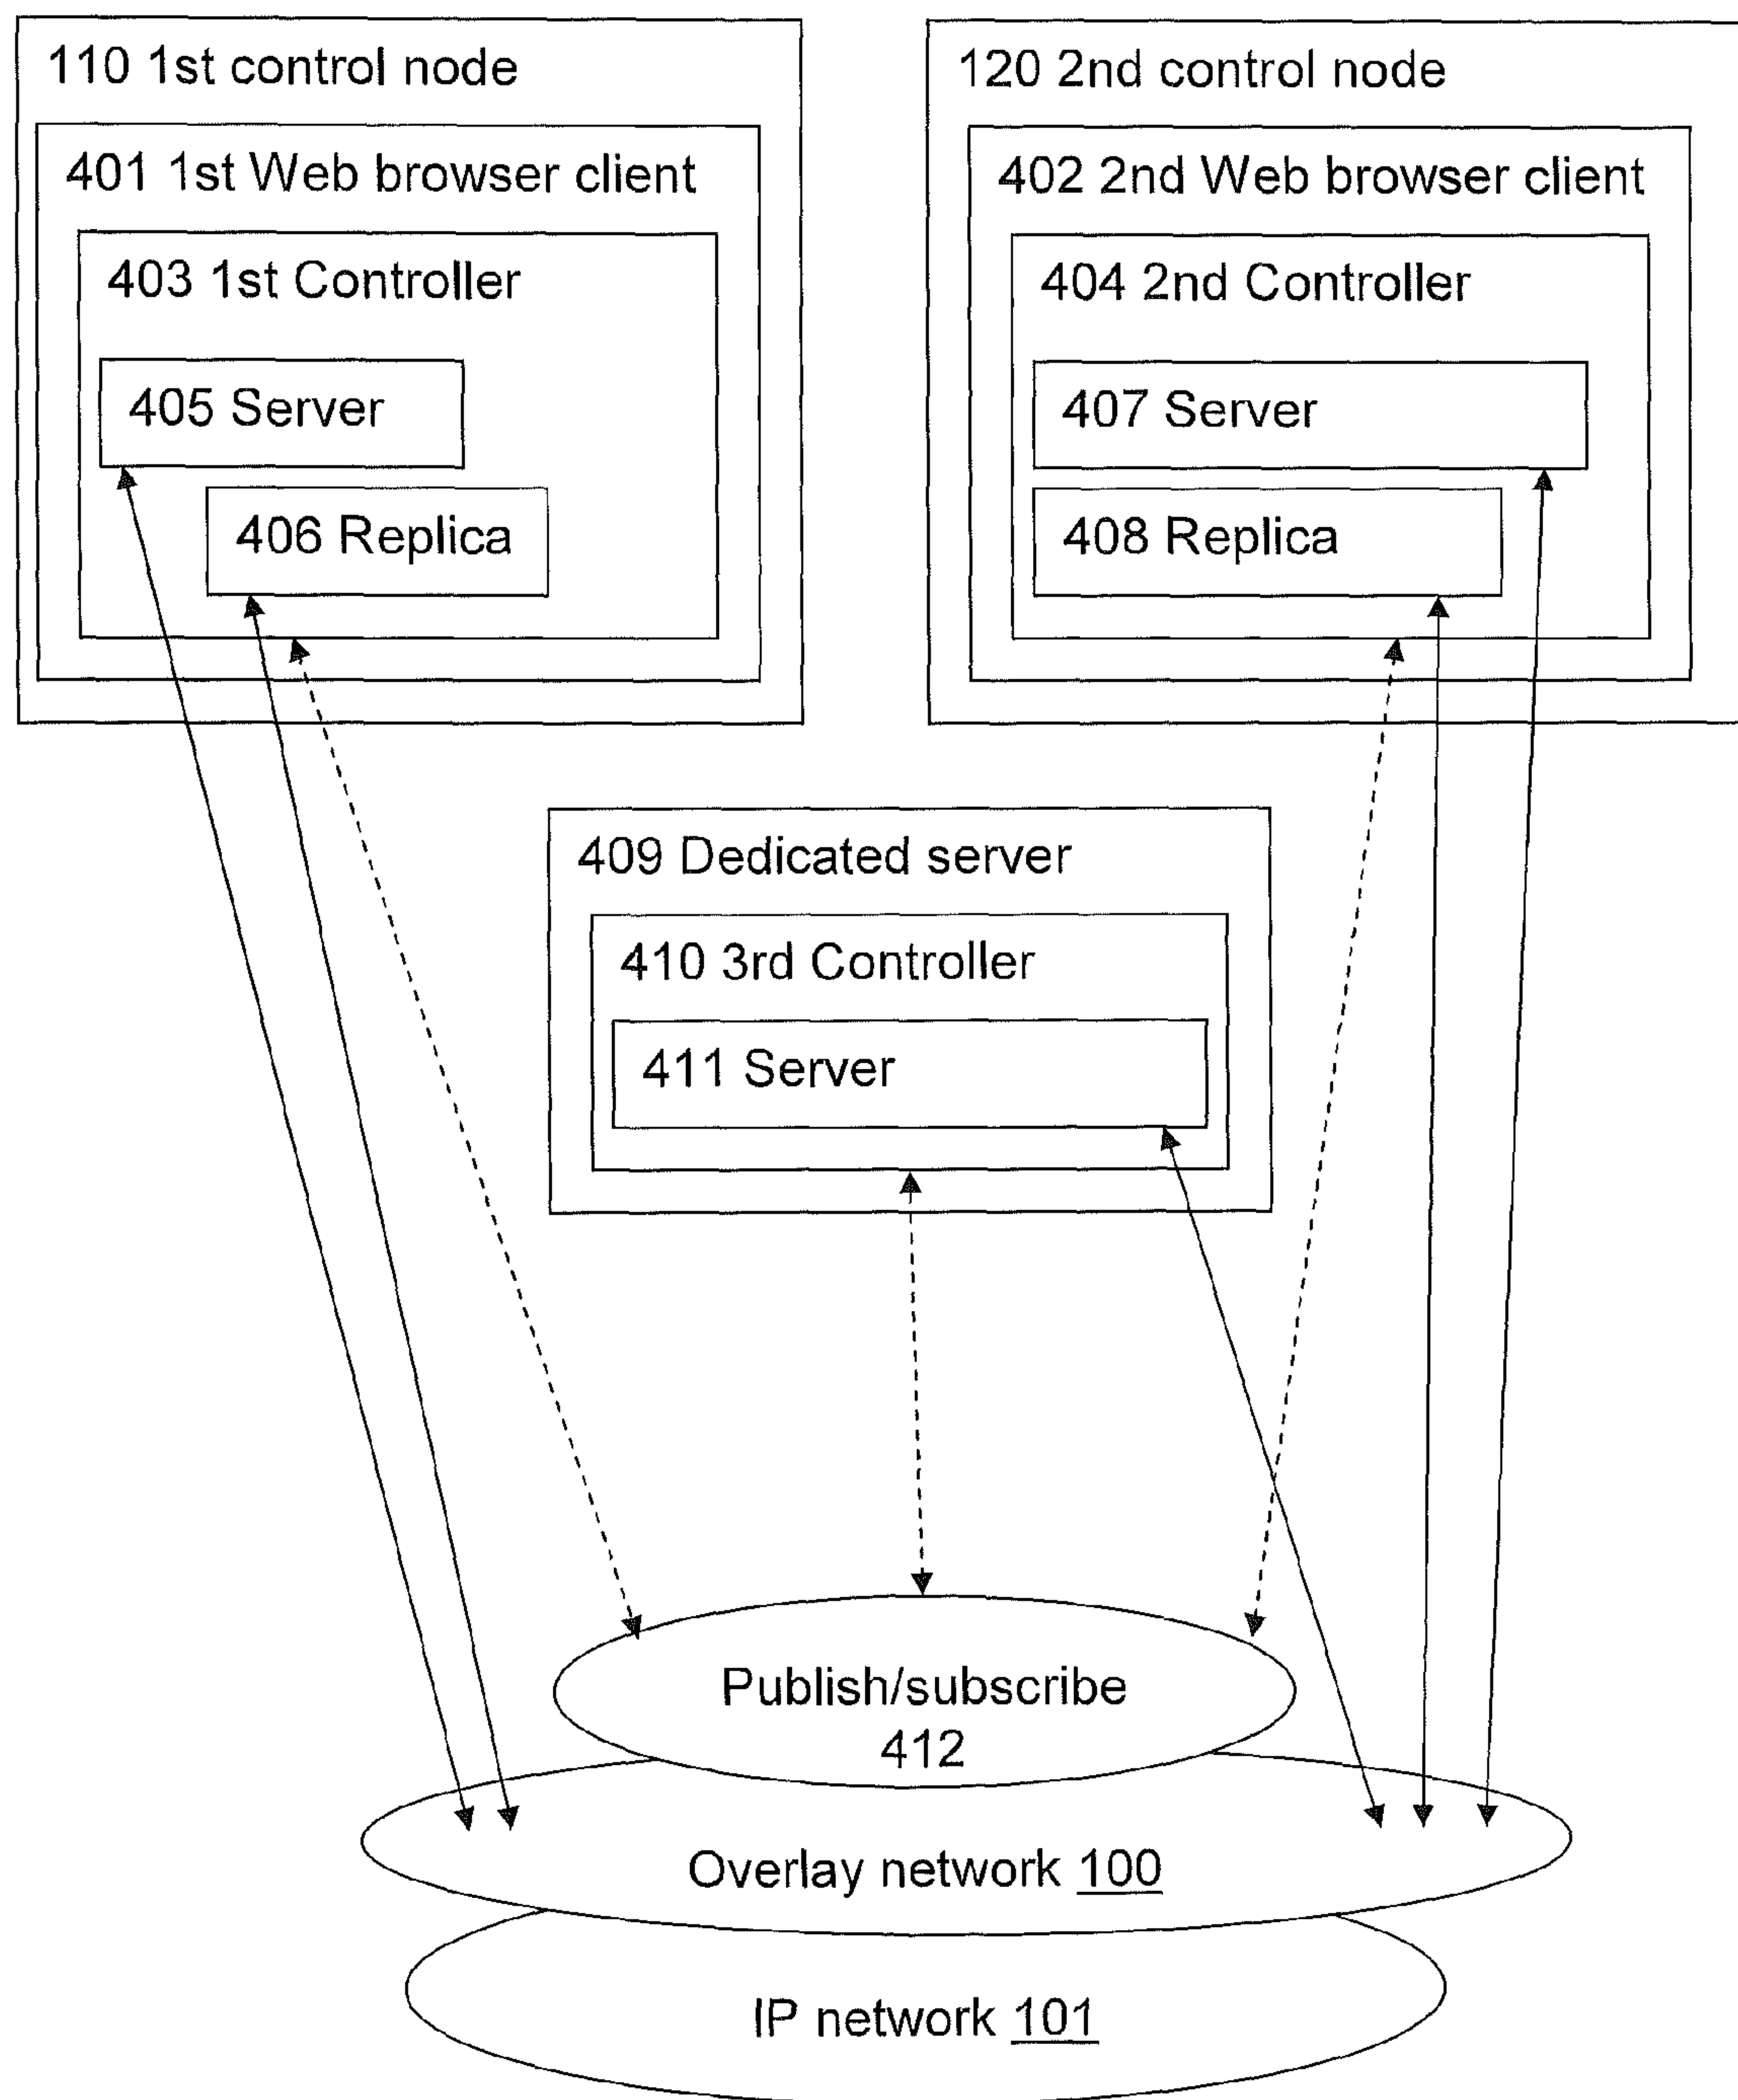 110 1st control node
401 1st Web browser client
403 1st Controller
405 Server
406 Replica
120 2nd control node
402 2nd Web browser client
404 2nd Controller
407 Server
408 Replica
409 Dedicated server
410 3rd Controller
411 Server
Publish/subscribe
412
Overlay network 100
IP network 101